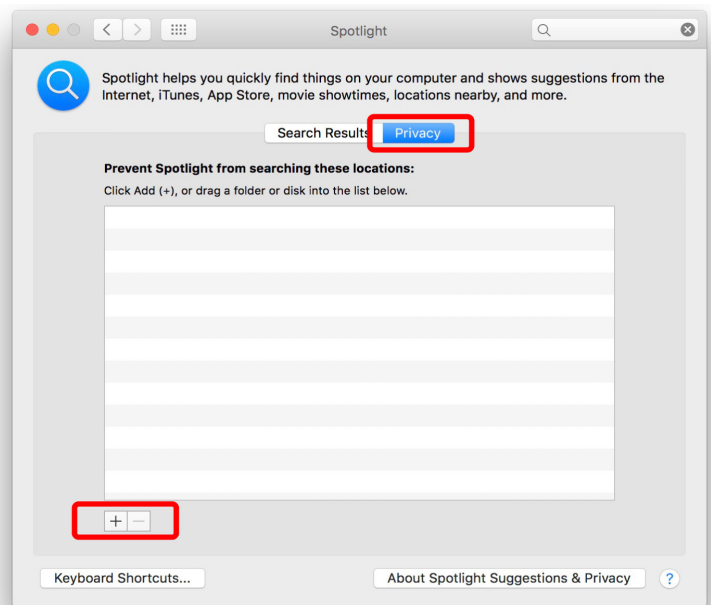 Spotlight
Spotlight helps you quickly find things on your computer and shows suggestions from the
Internet, iTunes, App Store, movie showtimes, locations nearby, and more.
Search Results Privacy
Prevent Spotlight from searching these locations:
Click Add (+), or drag a folder or disk into the list below.
+ −
Keyboard Shortcuts... About Spotlight Suggestions & Privacy ?